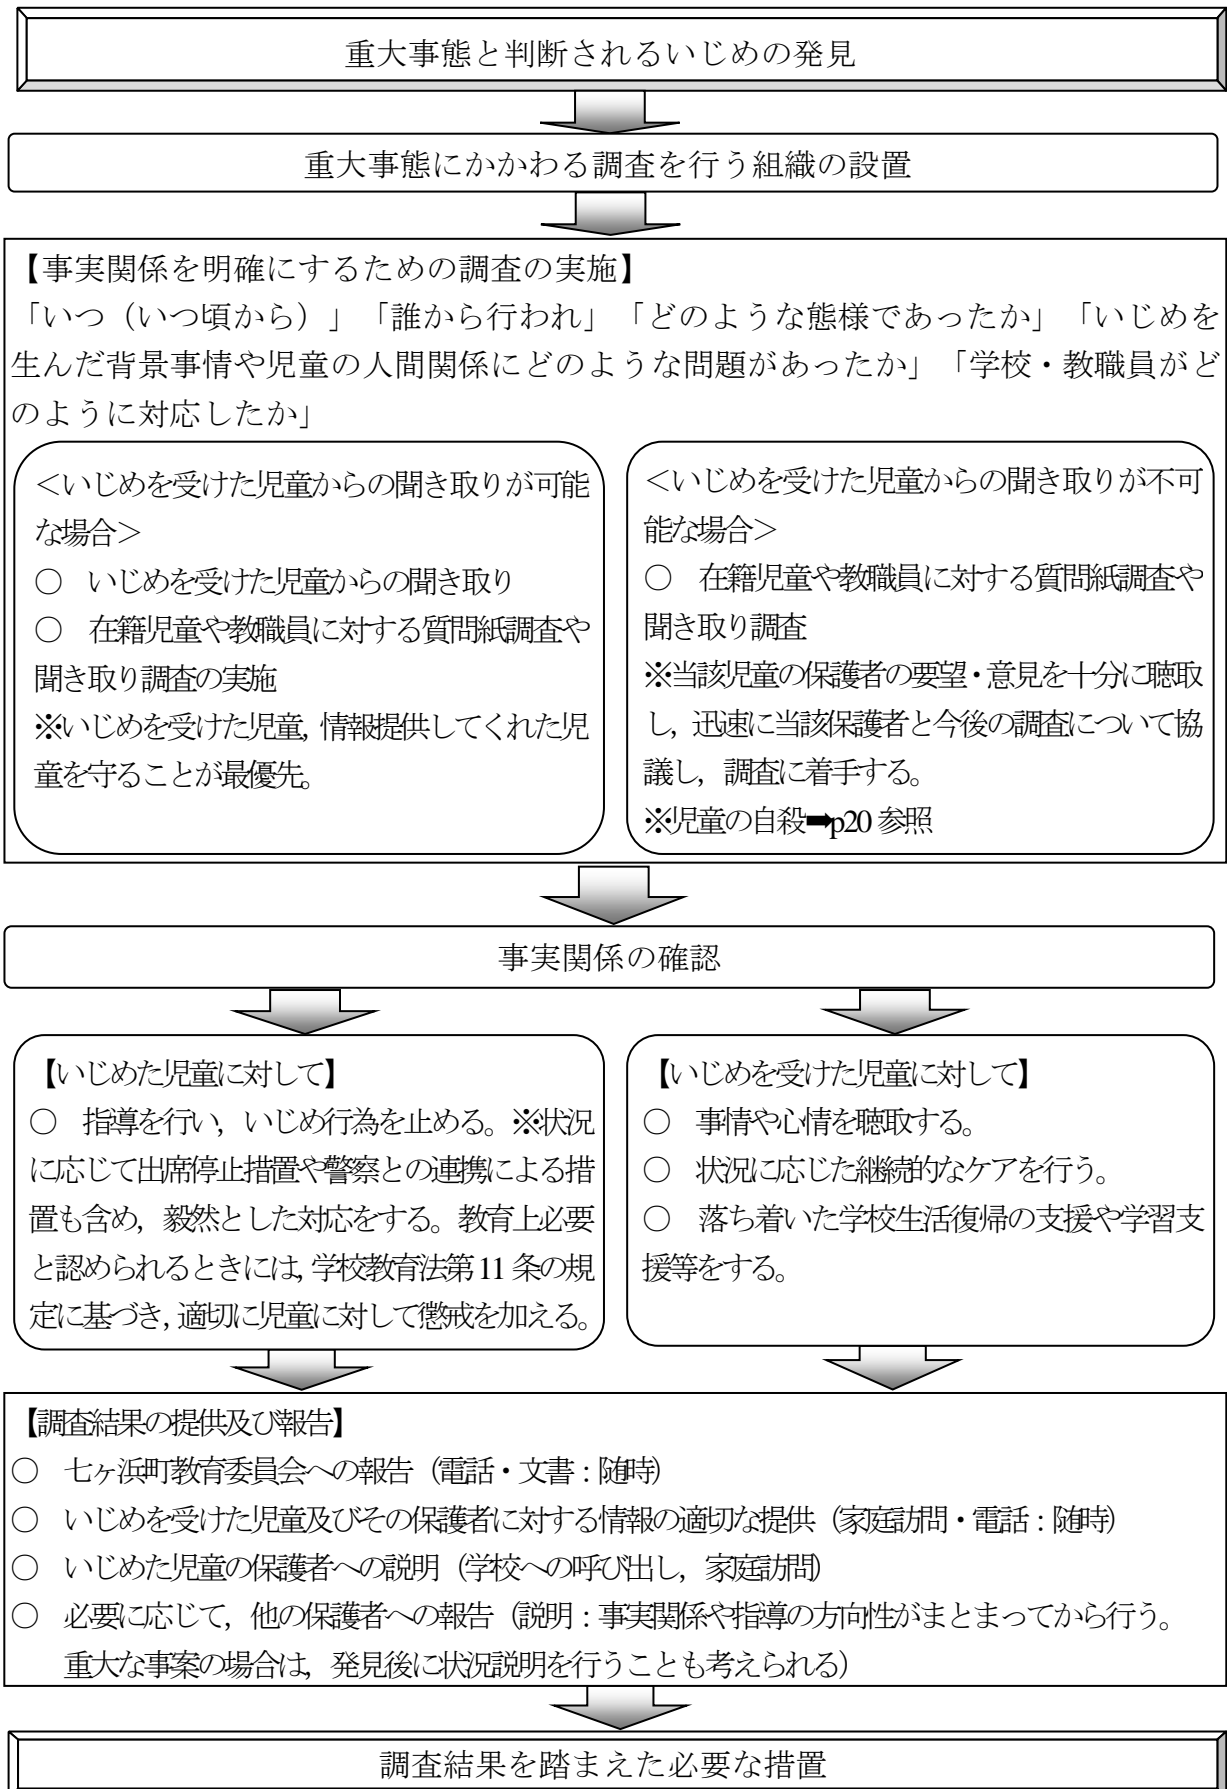 重大事態と判断されるいじめの発見
重大事態にかかわる調査を行う組織の設置
【事実関係を明確にするための調査の実施】
「いつ（いつ頃から）」「誰から行われ」「どのような態様であったか」「いじめを
生んだ背景事情や児童の人間関係にどのような問題があったか」「学校・教職員がど
のように対応したか」
＜いじめを受けた児童からの聞き取りが可能
な場合＞
○　いじめを受けた児童からの聞き取り
○　在籍児童や教職員に対する質問紙調査や
聞き取り調査の実施
※いじめを受けた児童，情報提供してくれた児
童を守ることが最優先。
＜いじめを受けた児童からの聞き取りが不可
能な場合＞
○　在籍児童や教職員に対する質問紙調査や
聞き取り調査
※当該児童の保護者の要望・意見を十分に聴取
し，迅速に当該保護者と今後の調査について協
議し，調査に着手する。
※児童の自殺➡p20 参照
事実関係の確認
【いじめた児童に対して】
○　指導を行い，いじめ行為を止める。※状況
に応じて出席停止措置や警察との連携による措
置も含め，毅然とした対応をする。教育上必要
と認められるときには，学校教育法第 11 条の規
定に基づき，適切に児童に対して懲戒を加える。
【いじめを受けた児童に対して】
○　事情や心情を聴取する。
○　状況に応じた継続的なケアを行う。
○　落ち着いた学校生活復帰の支援や学習支
援等をする。
【調査結果の提供及び報告】
○　七ヶ浜町教育委員会への報告（電話・文書：随時）
○　いじめを受けた児童及びその保護者に対する情報の適切な提供（家庭訪問・電話：随時）
○　いじめた児童の保護者への説明（学校への呼び出し，家庭訪問）
○　必要に応じて，他の保護者への報告（説明：事実関係や指導の方向性がまとまってから行う。
重大な事案の場合は，発見後に状況説明を行うことも考えられる）
調査結果を踏まえた必要な措置